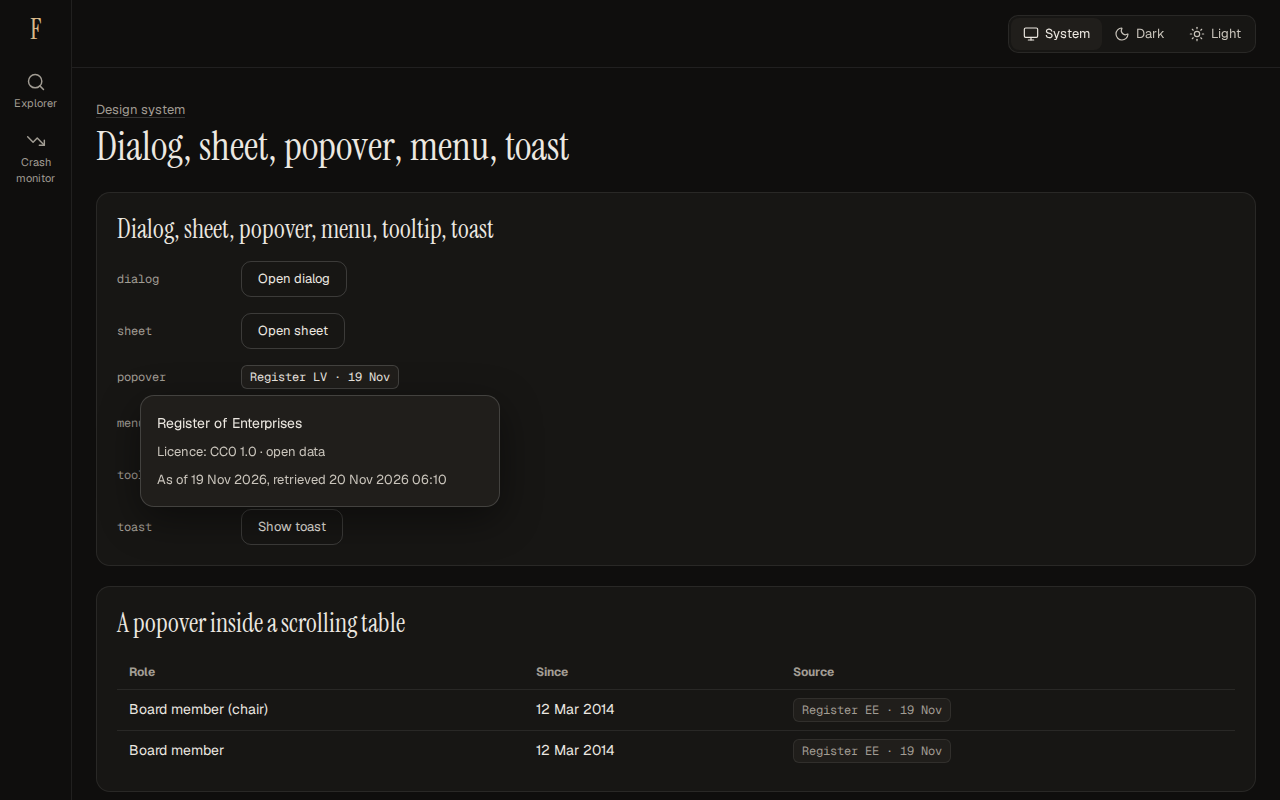 F
System Dark Light
Explorer
Crash
monitor
Design system
Dialog, sheet, popover, menu, toast
Dialog, sheet, popover, menu, tooltip, toast
dialog Open dialog
sheet Open sheet
popover Register LV · 19 Nov
Register of Enterprises
Licence: CC0 1.0 · open data
As of 19 Nov 2026, retrieved 20 Nov 2026 06:10
toast Show toast
A popover inside a scrolling table
Role Since Source
Board member (chair) 12 Mar 2014 Register EE · 19 Nov
Board member 12 Mar 2014 Register EE · 19 Nov